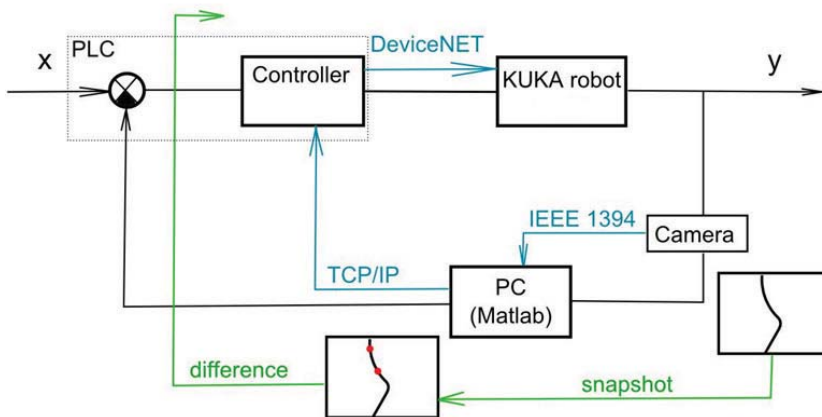 PLC
DeviceNET
x
Controller
KUKA robot
y
IEEE 1394
Camera
TCP/IP
PC
(Matlab)
difference
snapshot